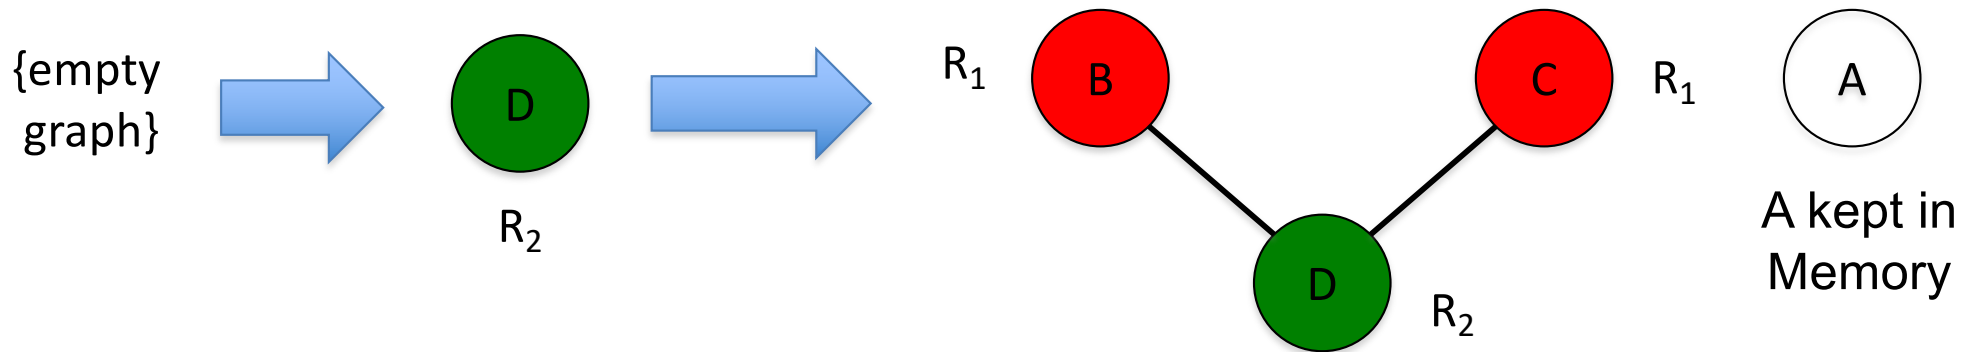 {empty
graph}
D
R₂
R₁
B
C
R₁
D
R₂
A
A kept in
Memory